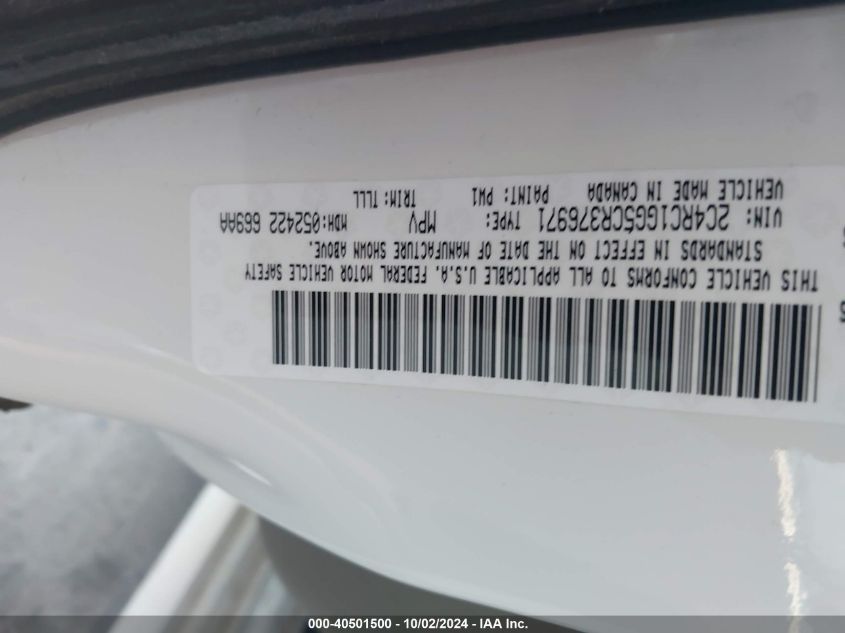 THIS VEHICLE CONFORMS TO ALL APPLICABLE U.S.A. FEDERAL MOTOR VEHICLE SAFETY
STANDARDS IN EFFECT ON THE DATE OF MANUFACTURE SHOWN ABOVE.
VIN: 2C4RC1GG5CR376971 TYPE: MPV MDH:052422 669AA
VEHICLE MADE IN CANADA PAINT: PW1 TRIM: TLLL
000-40501500 - 10/02/2024 - IAA Inc.